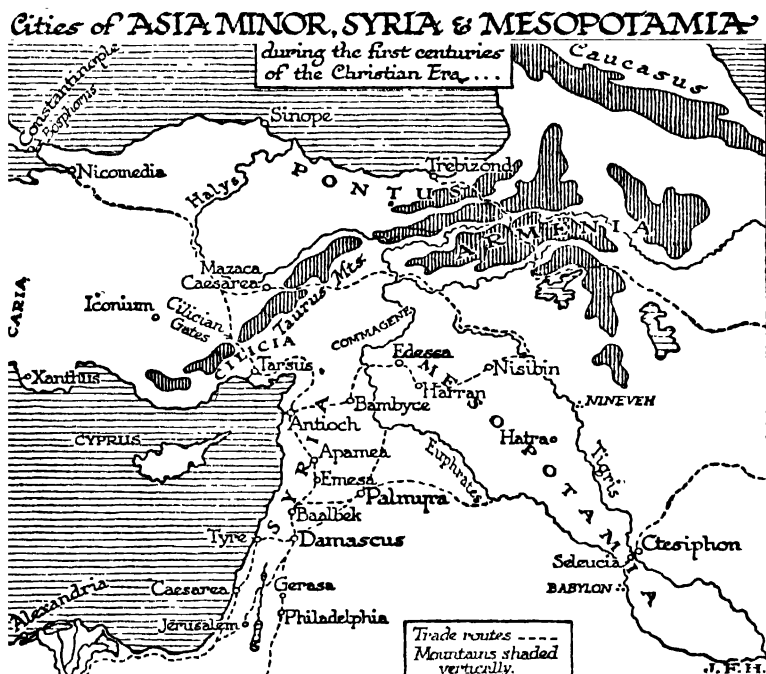 Cities of ASIA MINOR, SYRIA & MESOPOTAMIA
during the first centuries
of the Christian Era....
Caucasus
Constantinople
Bosphorus
Sinope
Nicomedia
Trebizond
Halys
PONTUS
ARMENIA
Mazaca
Caesarea
Taurus Mts
CARIA
Iconium
Cilician
Gates
COMMAGENE
CILICIA
Tarsus
Edessa
Nisibin
Xanthus
Harran
MESOPOTAMIA
NINEVEH
Bambyce
Antioch
SYRIA
CYPRUS
Hatra
Apamea
Euphrates
Tigris
Emesa
Palmyra
Baalbek
Tyre
Damascus
Seleucia
Ctesiphon
Caesarea
Gerasa
BABYLON
Alexandria
Jerusalem
Philadelphia
Trade routes ----
Mountains shaded
vertically.
J.F.H.